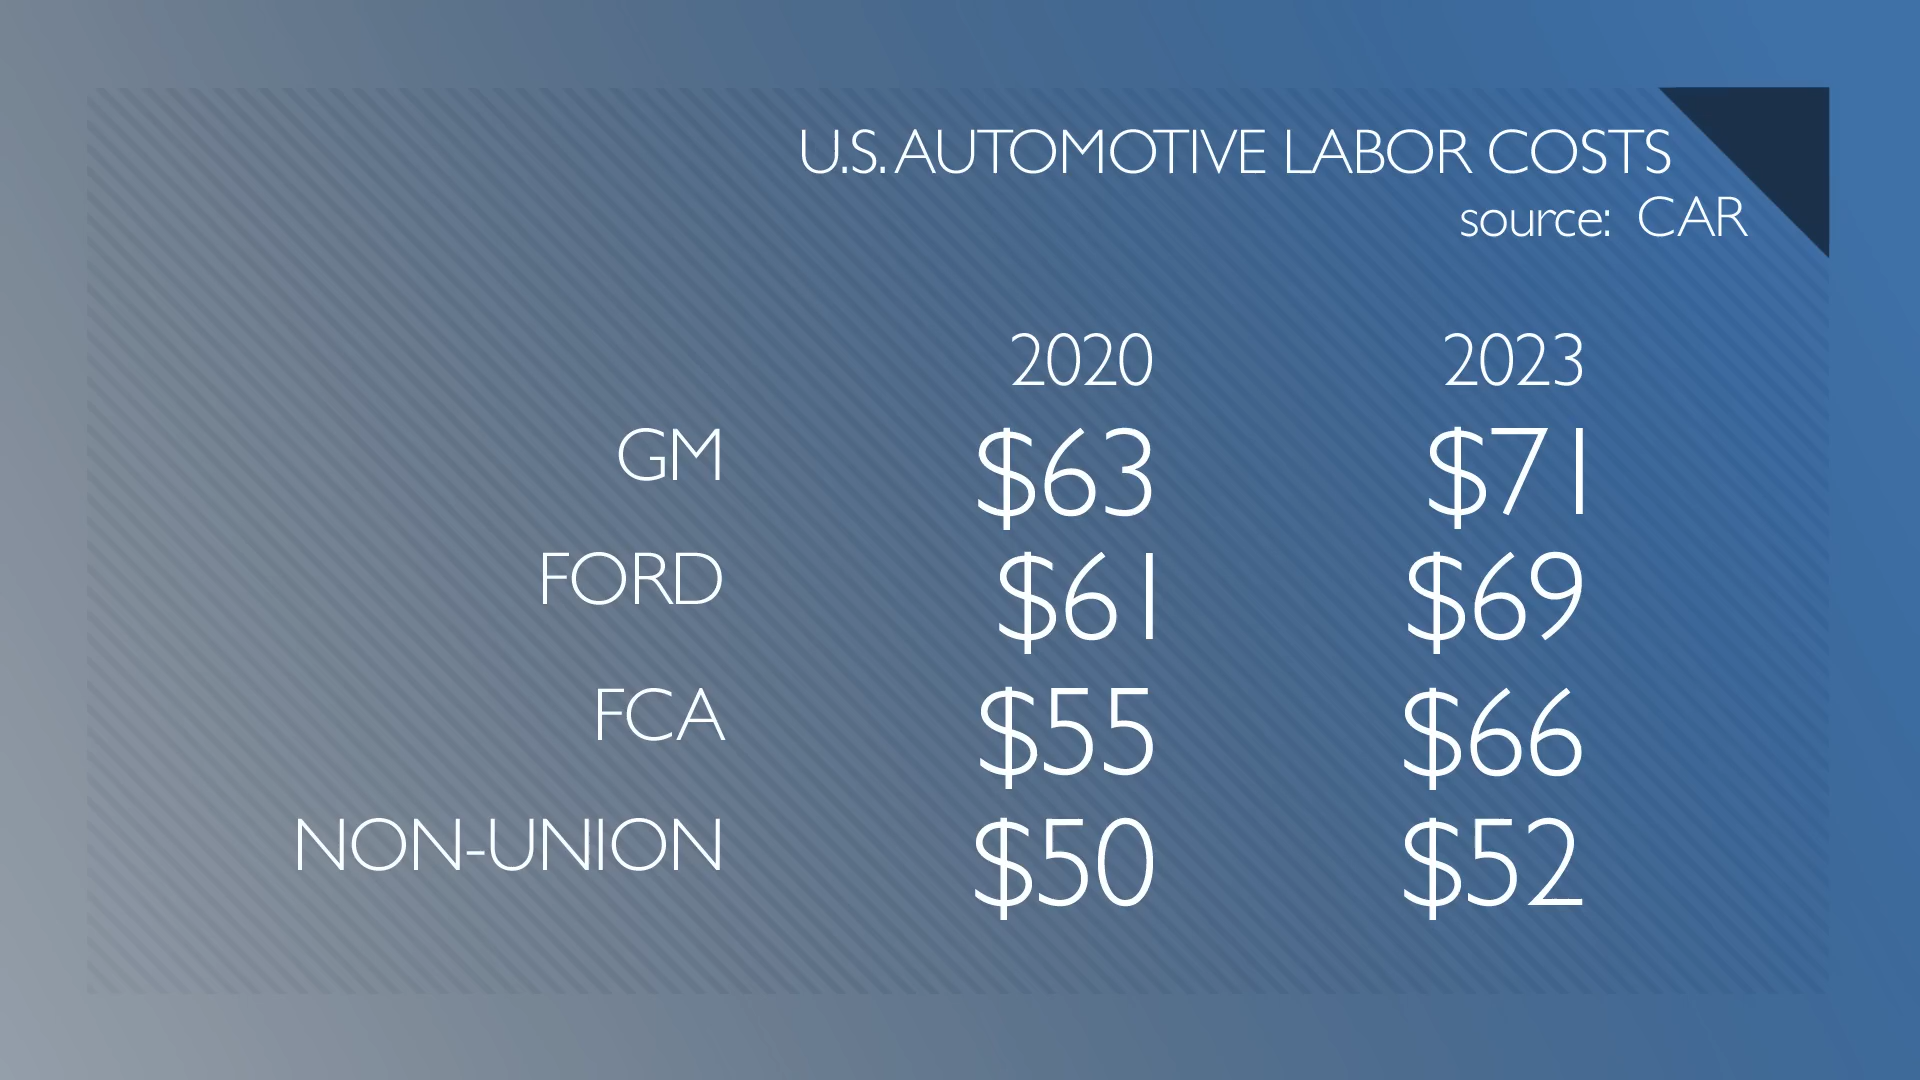 U.S. AUTOMOTIVE LABOR COSTS
source: CAR
2020 2023
GM $63 $71
FORD $61 $69
FCA $55 $66
NON-UNION $50 $52